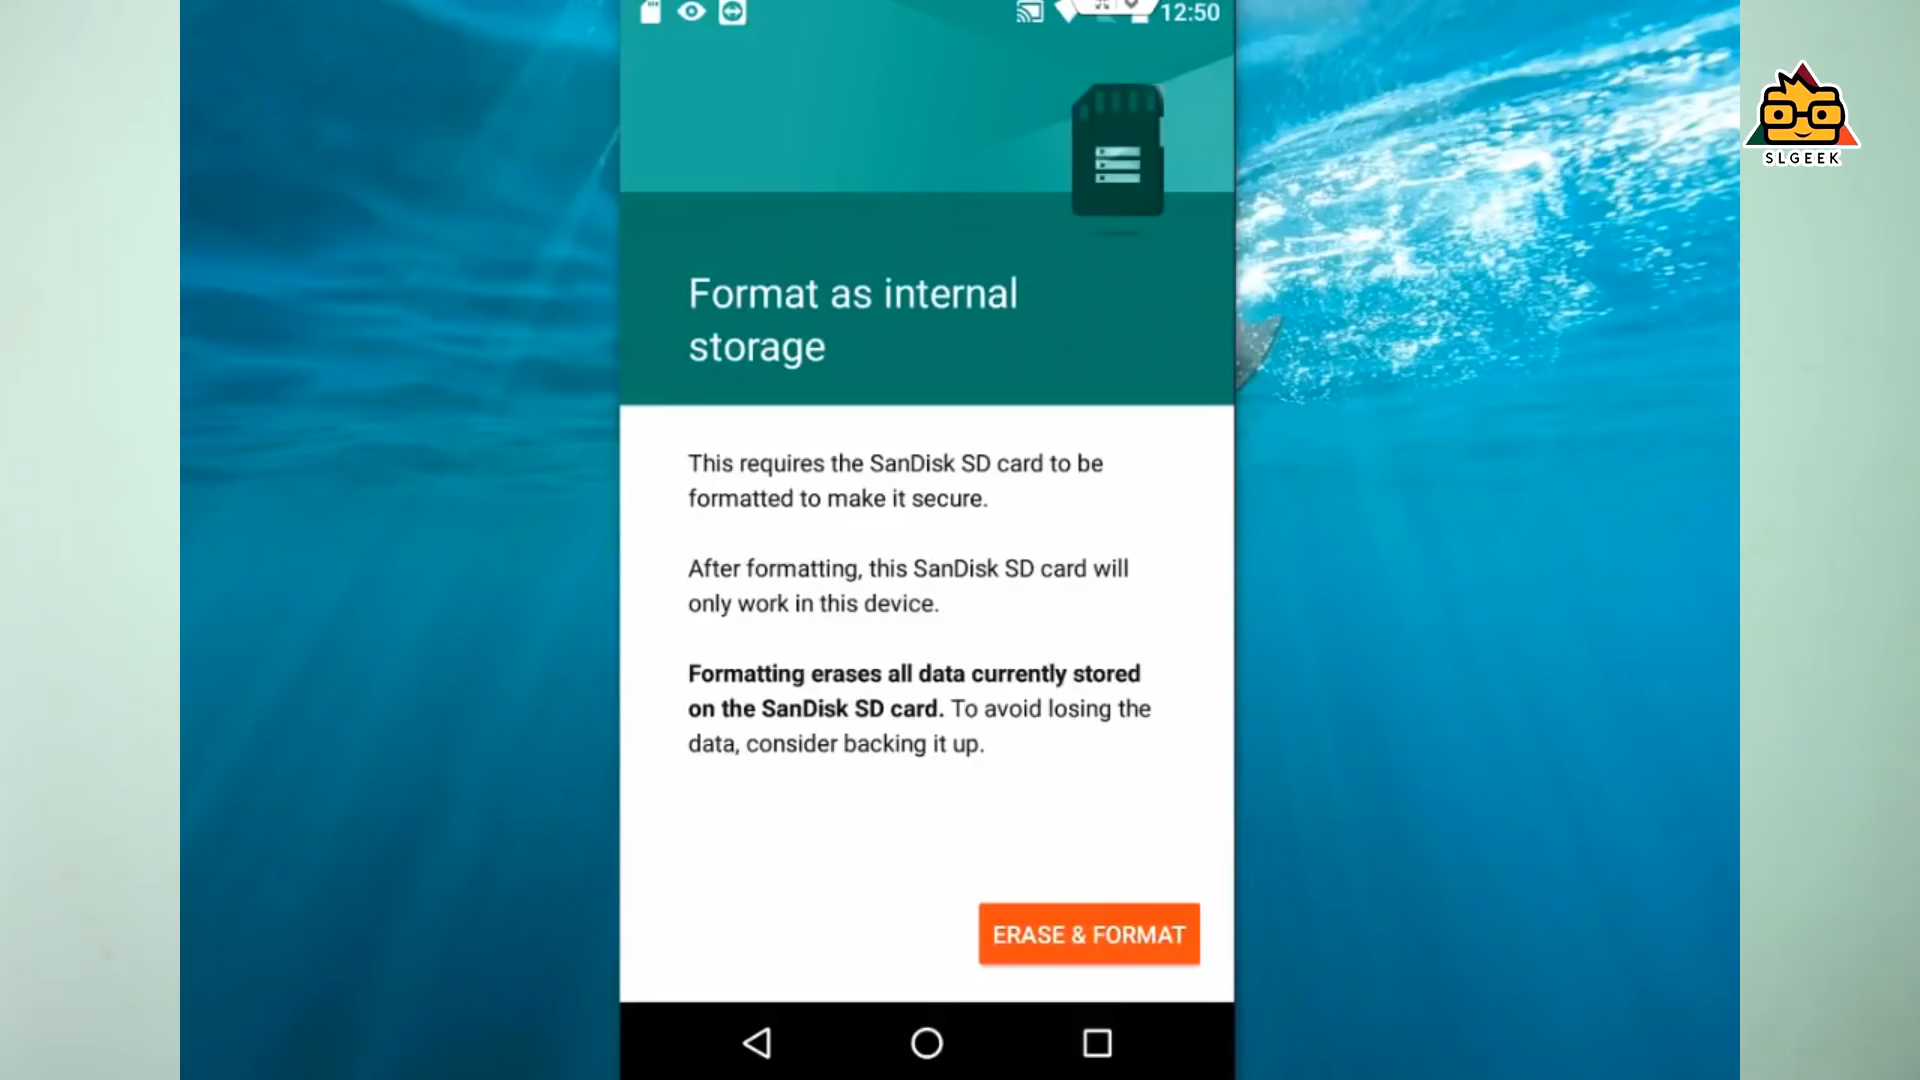 12:50
SLGEEK
Format as internal
storage
This requires the SanDisk SD card to be
formatted to make it secure.
After formatting, this SanDisk SD card will
only work in this device.
Formatting erases all data currently stored
on the SanDisk SD card. To avoid losing the
data, consider backing it up.
ERASE & FORMAT